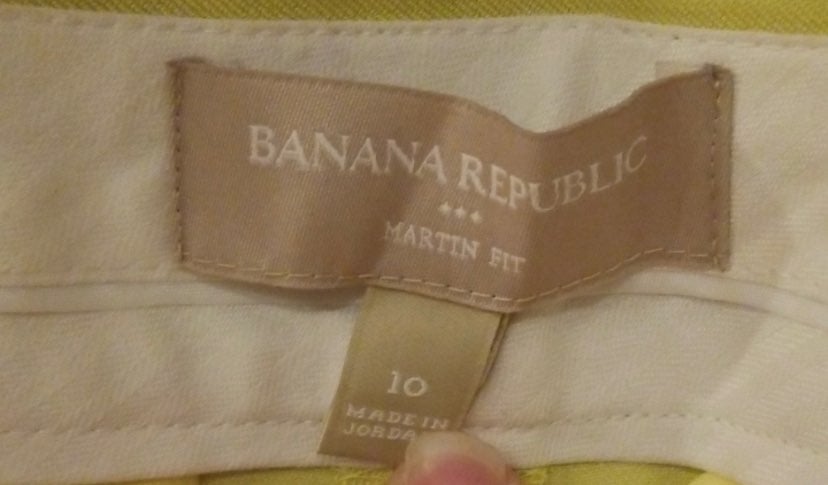 BANANA REPUBLIC
MARTIN FIT
10
MADE IN